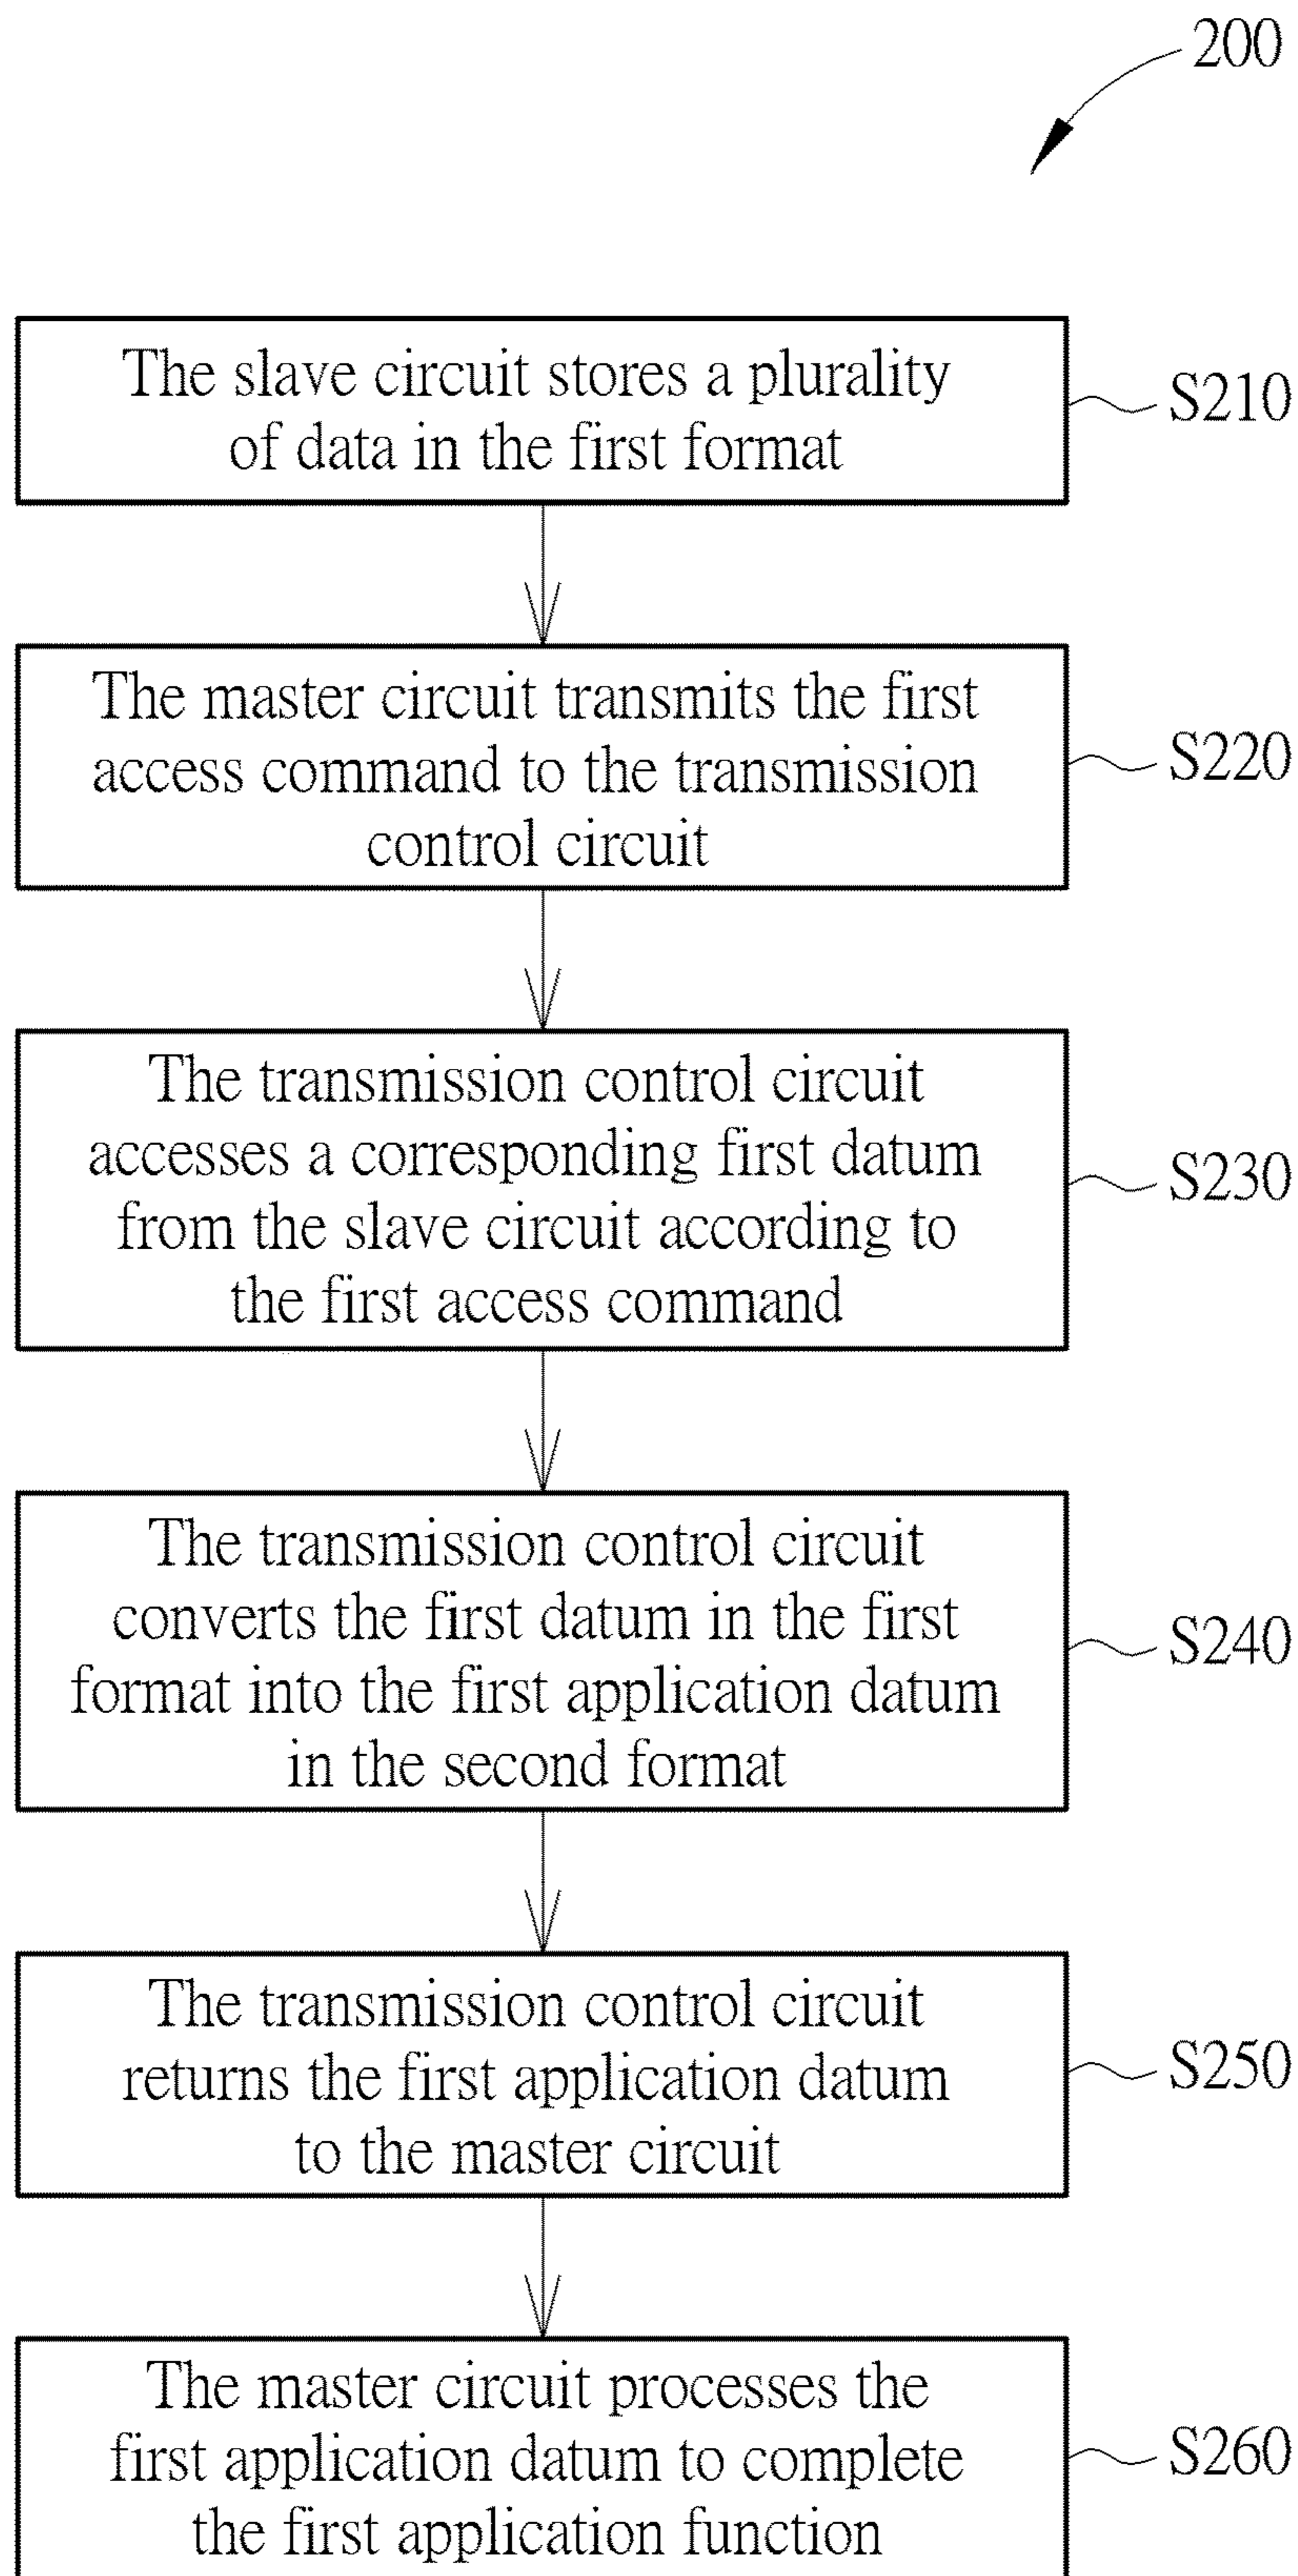 200
The slave circuit stores a plurality
of data in the first format
S210
The master circuit transmits the first
access command to the transmission
control circuit
S220
The transmission control circuit
accesses a corresponding first datum
from the slave circuit according to
the first access command
S230
The transmission control circuit
converts the first datum in the first
format into the first application datum
in the second format
S240
The transmission control circuit
returns the first application datum
to the master circuit
S250
The master circuit processes the
first application datum to complete
the first application function
S260